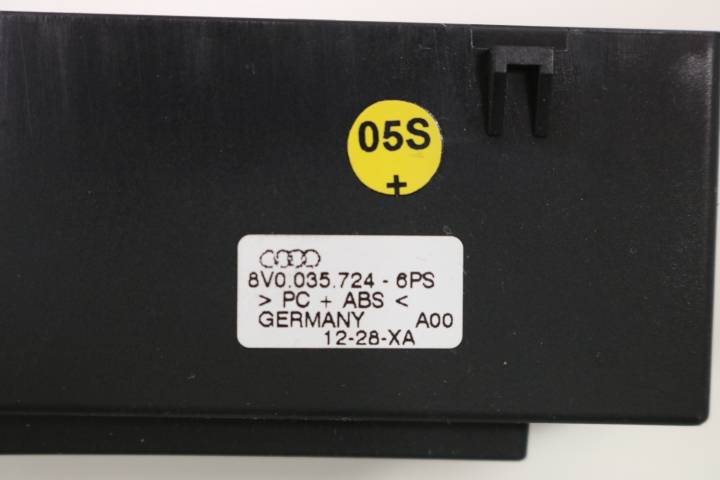 05S
+
8V0.035.724 - 6PS
> PC + ABS <
GERMANY A00
12-28-XA